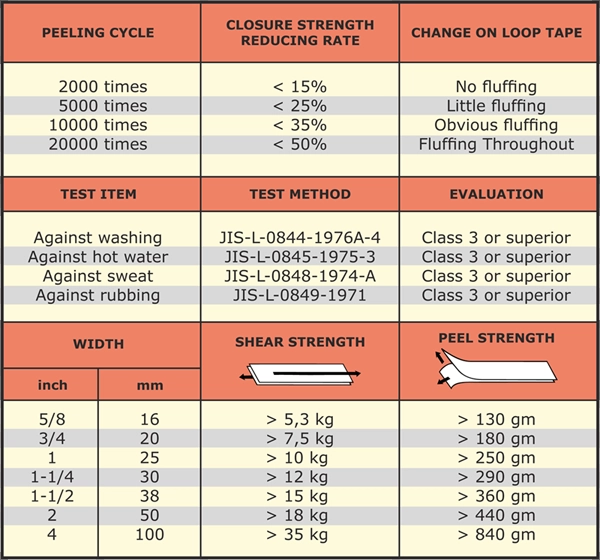 PEELING CYCLE CLOSURE STRENGTH REDUCING RATE CHANGE ON LOOP TAPE
2000 times < 15% No fluffing
5000 times < 25% Little fluffing
10000 times < 35% Obvious fluffing
20000 times < 50% Fluffing Throughout
TEST ITEM TEST METHOD EVALUATION
Against washing JIS-L-0844-1976A-4 Class 3 or superior
Against hot water JIS-L-0845-1975-3 Class 3 or superior
Against sweat JIS-L-0848-1974-A Class 3 or superior
Against rubbing JIS-L-0849-1971 Class 3 or superior
WIDTH SHEAR STRENGTH PEEL STRENGTH
inch mm
5/8 16 > 5,3 kg > 130 gm
3/4 20 > 7,5 kg > 180 gm
1 25 > 10 kg > 250 gm
1-1/4 30 > 12 kg > 290 gm
1-1/2 38 > 15 kg > 360 gm
2 50 > 18 kg > 440 gm
4 100 > 35 kg > 840 gm